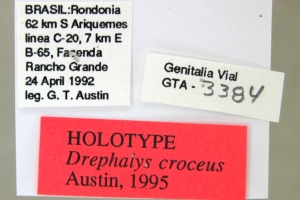 BRASIL:Rondonia
62 km S Ariquemes
linea C-20, 7 km E
B-65, Fazenda
Rancho Grande
24 April 1992
leg. G. T. Austin
Genitalia Vial
GTA - 3384
HOLOTYPE
Drephalys croceus
Austin, 1995